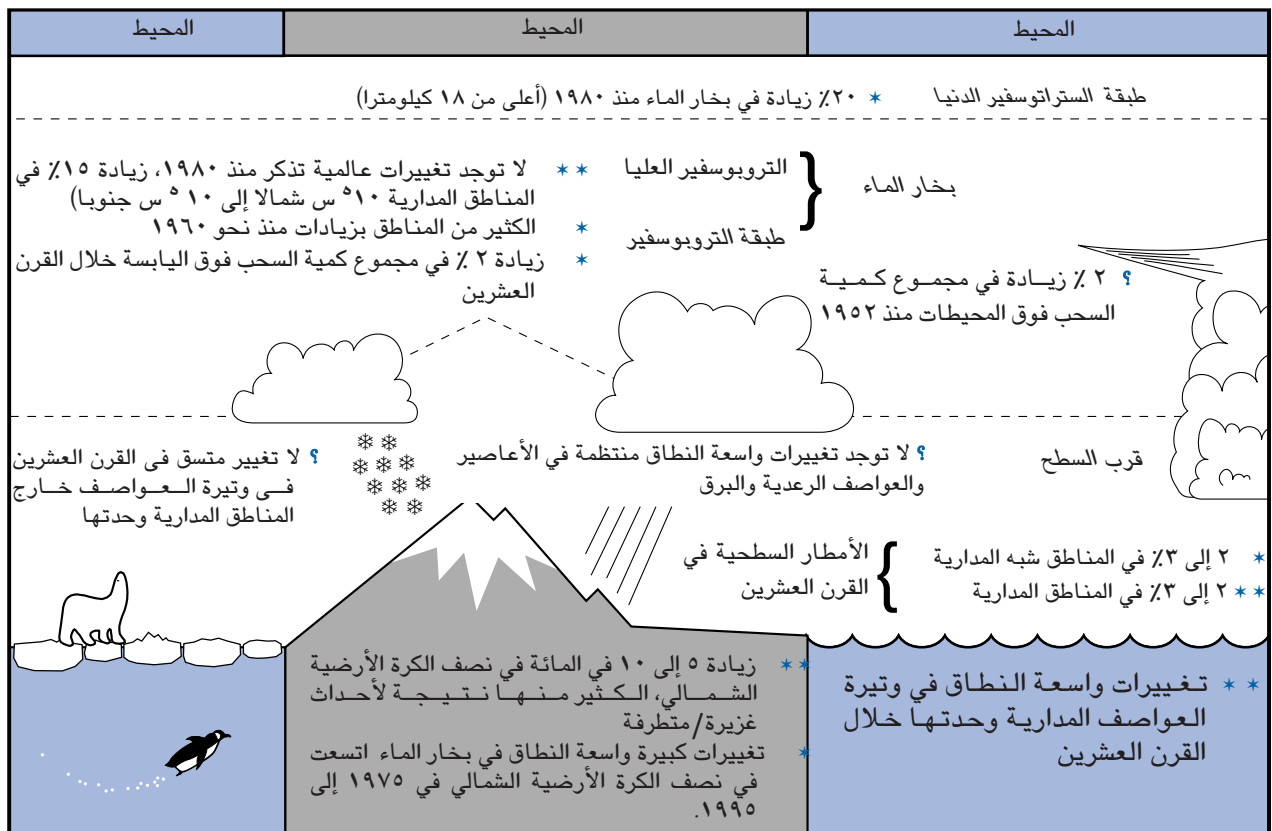 المحيط
المحيط
المحيط
طبقة الستراتوسفير الدنيا
* ٢٠٪ زيادة في بخار الماء منذ ١٩٨٠ (أعلى من ١٨ كيلومترا)
بخار الماء
التروبوسفير العليا
طبقة التروبوسفير
** لا توجد تغييرات عالمية تذكر منذ ١٩٨٠، زيادة ١٥٪ في
المناطق المدارية ١٠° س شمالا إلى ١٠° س جنوبا)
* الكثير من المناطق بزيادات منذ نحو ١٩٦٠
* زيادة ٢ ٪ في مجموع كمية السحب فوق اليابسة خلال القرن
العشرين
؟ ٢ ٪ زيادة في مجموع كمية
السحب فوق المحيطات منذ ١٩٥٢
قرب السطح
؟ لا توجد تغييرات واسعة النطاق منتظمة في الأعاصير
والعواصف الرعدية والبرق
؟ لا تغيير متسق فى القرن العشرين
فى وتيرة العواصف خارج
المناطق المدارية وحدتها
الأمطار السطحية في
القرن العشرين
* ٢ إلى ٣٪ في المناطق شبه المدارية
** ٢ إلى ٣٪ في المناطق المدارية
** زيادة ٥ إلى ١٠ في المائة في نصف الكرة الأرضية
الشمالي، الكثير منها نتيجة لأحداث
غزيرة/متطرفة
* تغييرات كبيرة واسعة النطاق في بخار الماء اتسعت
في نصف الكرة الأرضية الشمالي في ١٩٧٥ إلى
١٩٩٥.
** تغييرات واسعة النطاق في وتيرة
العواصف المدارية وحدتها خلال
القرن العشرين